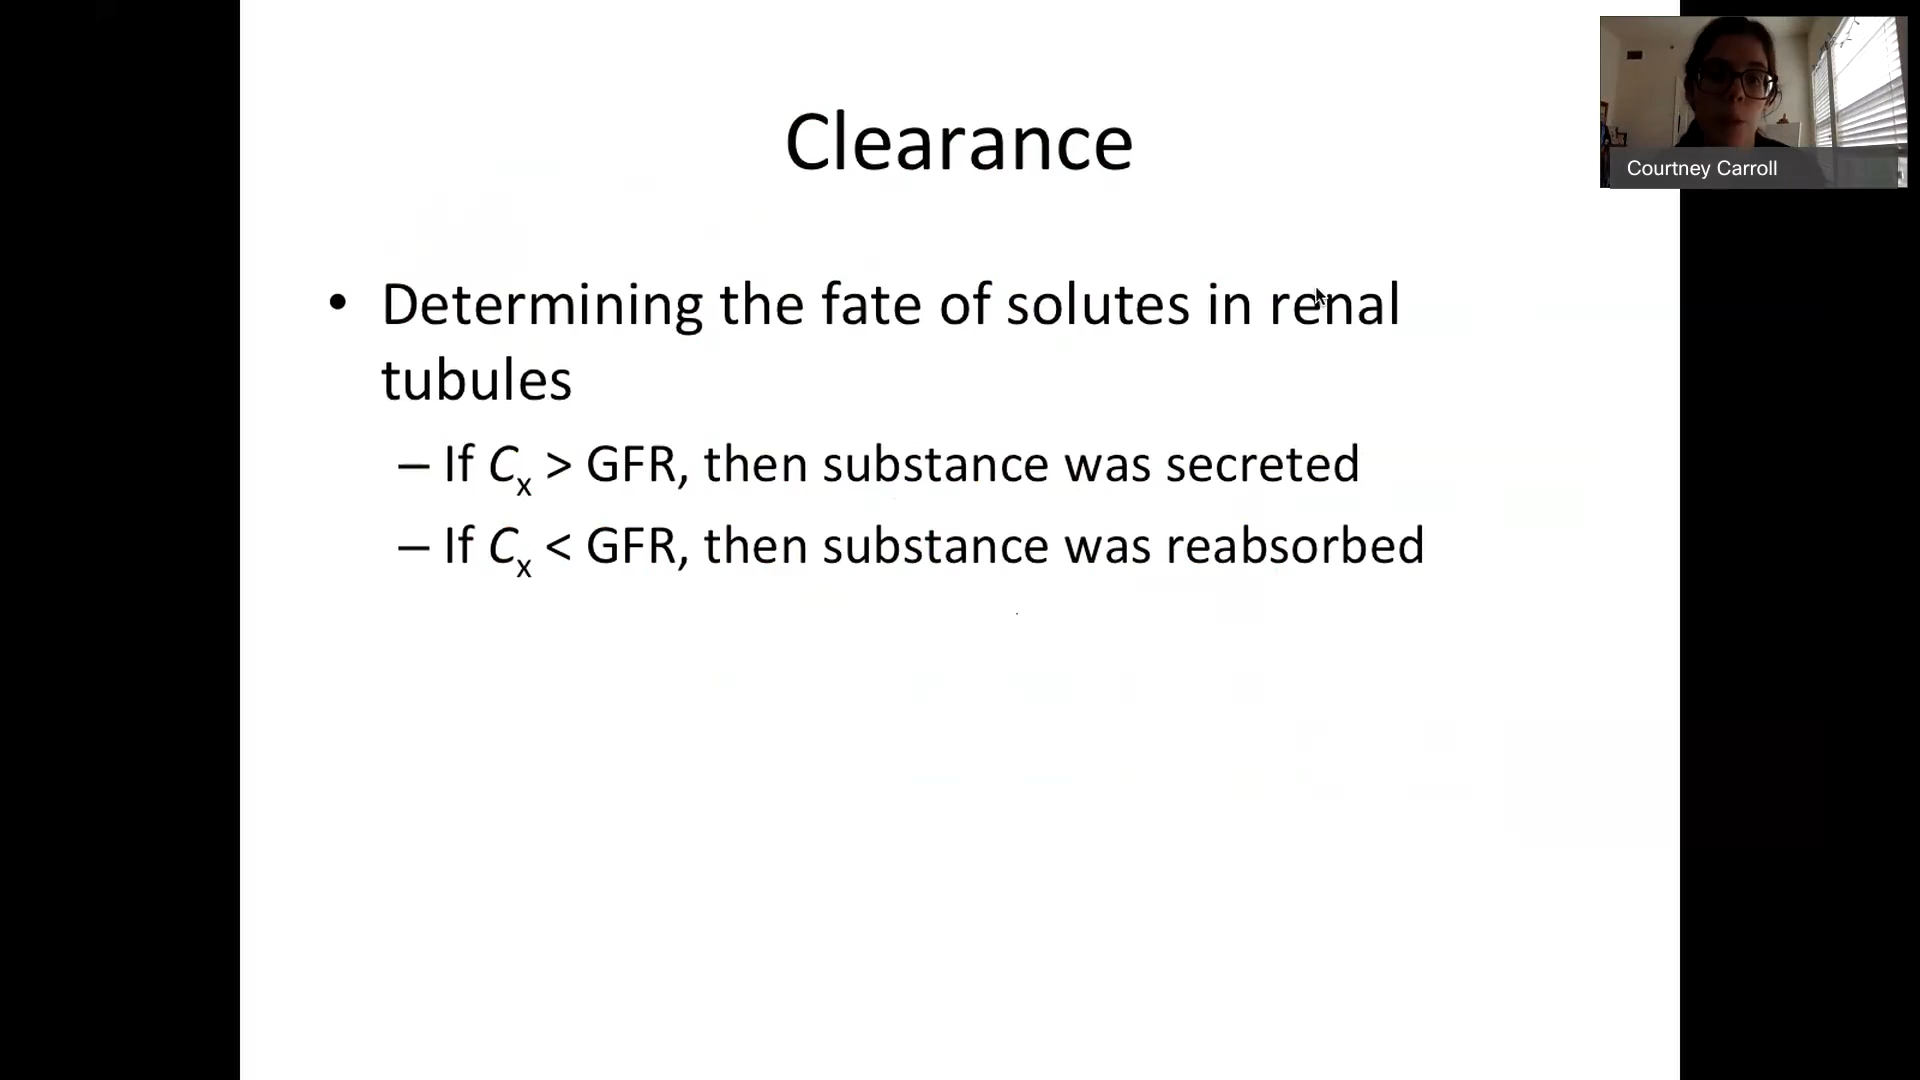 Clearance
• Determining the fate of solutes in renal
tubules
– If Cₓ > GFR, then substance was secreted
– If Cₓ < GFR, then substance was reabsorbed
Courtney Carroll